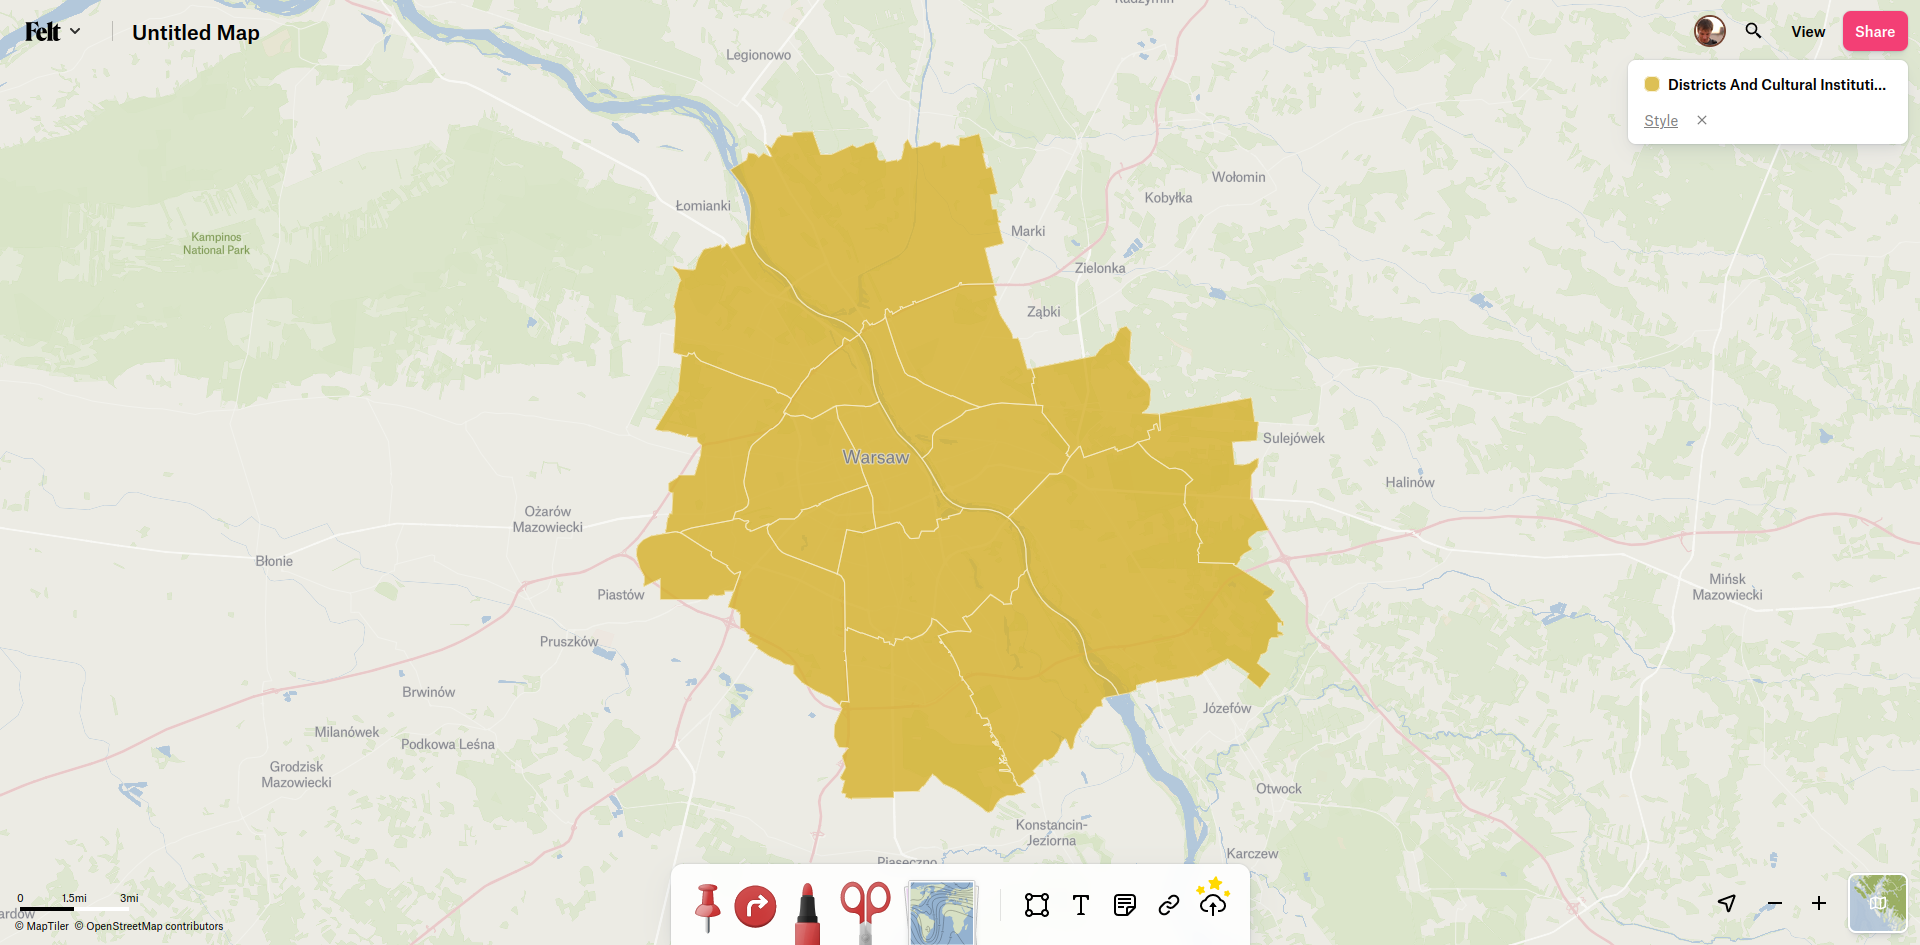 Felt
Untitled Map
View
Share
Districts And Cultural Instituti...
Style
Legionowo
Wołomin
Kobyłka
Łomianki
Marki
Kampinos
National Park
Zielonka
Ząbki
Sulejówek
Warsaw
Halinów
Ożarów
Mazowiecki
Błonie
Mińsk
Mazowiecki
Piastów
Pruszków
Brwinów
Józefów
Milanówek
Podkowa Leśna
Grodzisk
Mazowiecki
Otwock
Konstancin-
Jeziorna
Karczew
Piaseczno
0 1.5mi 3mi
© MapTiler © OpenStreetMap contributors
T